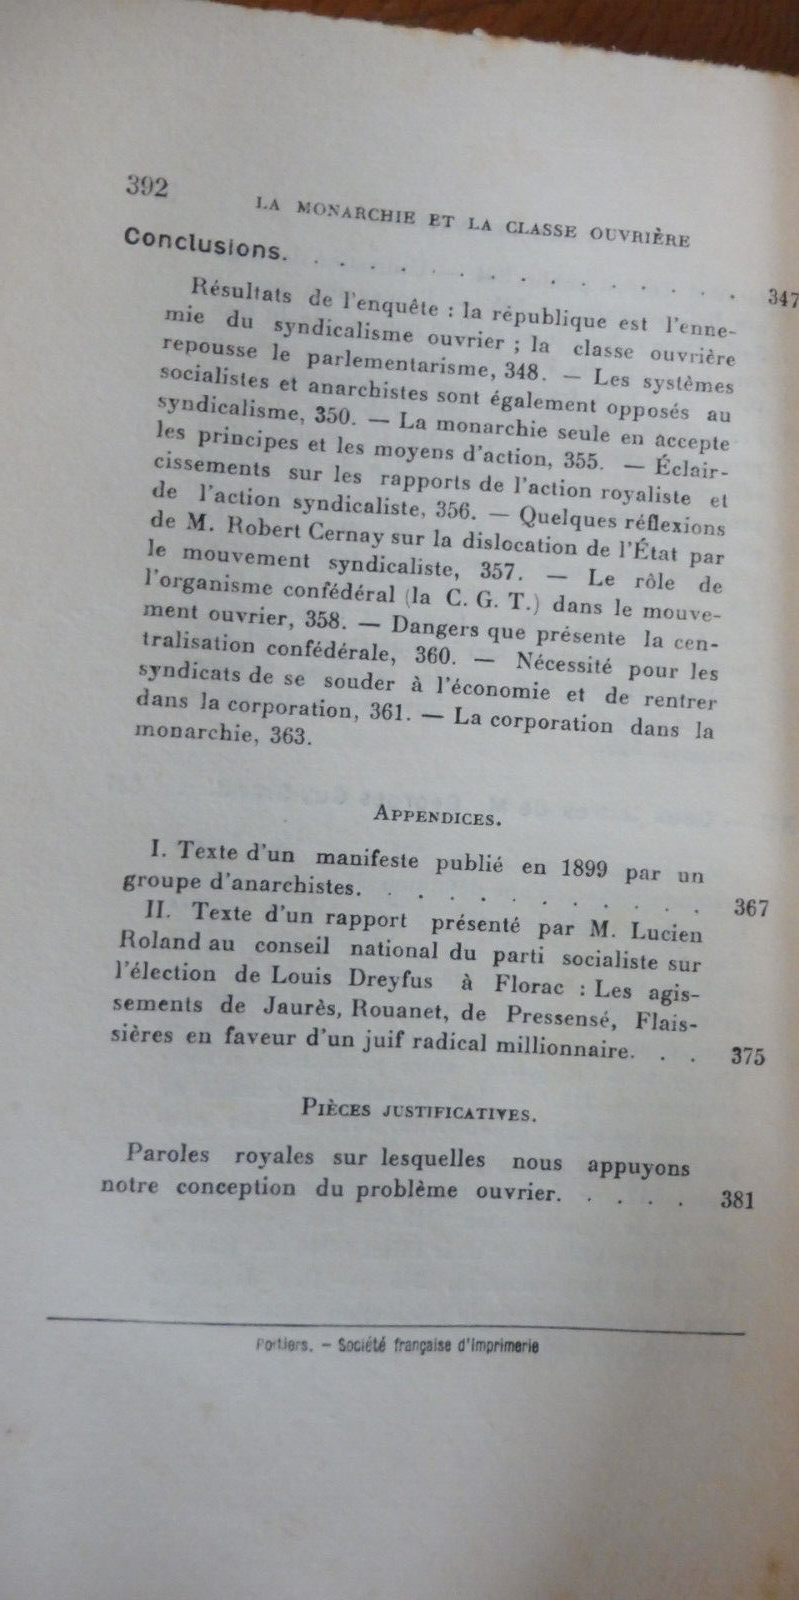 392
LA MONARCHIE ET LA CLASSE OUVRIÈRE
Conclusions. . . . . . . . . . . . . . . . 347
Résultats de l'enquête : la république est l'enne-
mie du syndicalisme ouvrier ; la classe ouvrière
repousse le parlementarisme, 348. — Les systèmes
socialistes et anarchistes sont également opposés au
syndicalisme, 350. — La monarchie seule en accepte
les principes et les moyens d'action, 355. — Éclair-
cissements sur les rapports de l'action royaliste et
de l'action syndicaliste, 356. — Quelques réflexions
de M. Robert Cernay sur la dislocation de l'État par
le mouvement syndicaliste, 357. — Le rôle de
l'organisme confédéral (la C. G. T.) dans le mouve-
ment ouvrier, 358. — Dangers que présente la cen-
tralisation confédérale, 360. — Nécessité pour les
syndicats de se souder à l'économie et de rentrer
dans la corporation, 361. — La corporation dans la
monarchie, 363.
APPENDICES.
I. Texte d'un manifeste publié en 1899 par un
groupe d'anarchistes. . . . . . . . . . . . 367
II. Texte d'un rapport présenté par M. Lucien
Roland au conseil national du parti socialiste sur
l'élection de Louis Dreyfus à Florac : Les agis-
sements de Jaurès, Rouanet, de Pressensé, Flais-
sières en faveur d'un juif radical millionnaire. . . 375
PIÈCES JUSTIFICATIVES.
Paroles royales sur lesquelles nous appuyons
notre conception du problème ouvrier. . . . . 381
Poitiers. — Société française d'Imprimerie